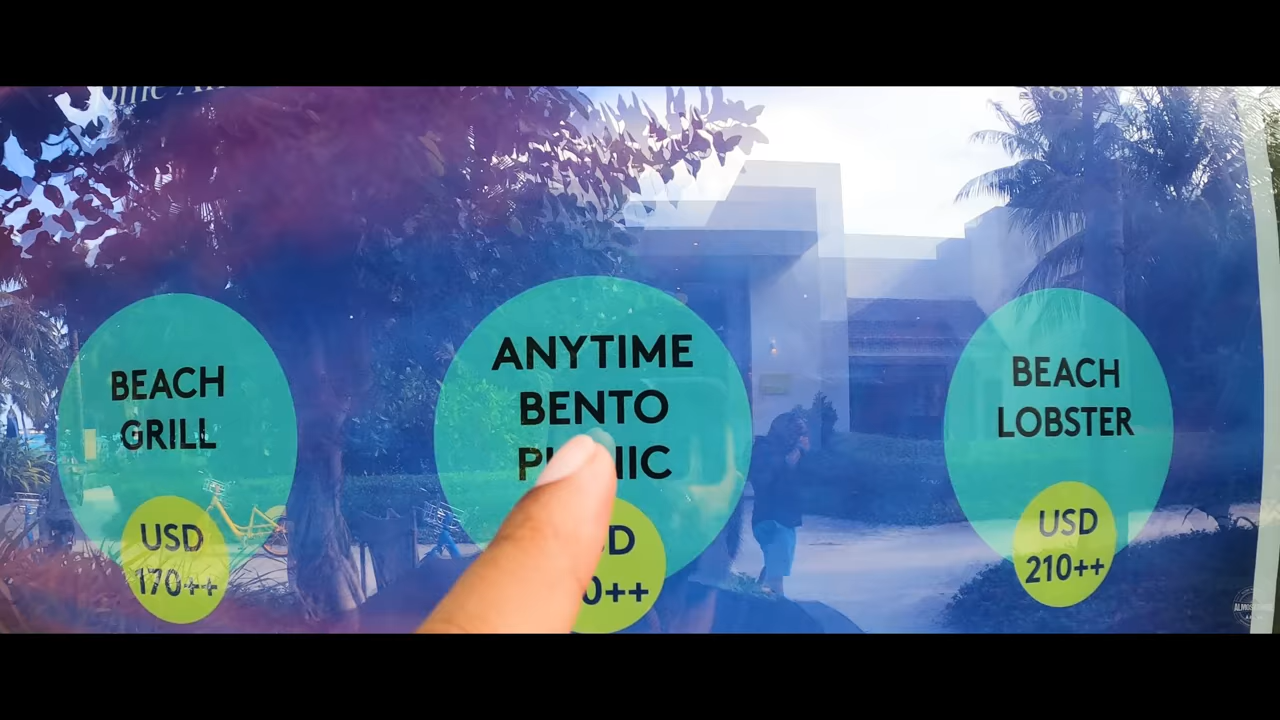 BEACH
GRILL
USD
170++
ANYTIME
BENTO
BEACH
LOBSTER
USD
210++